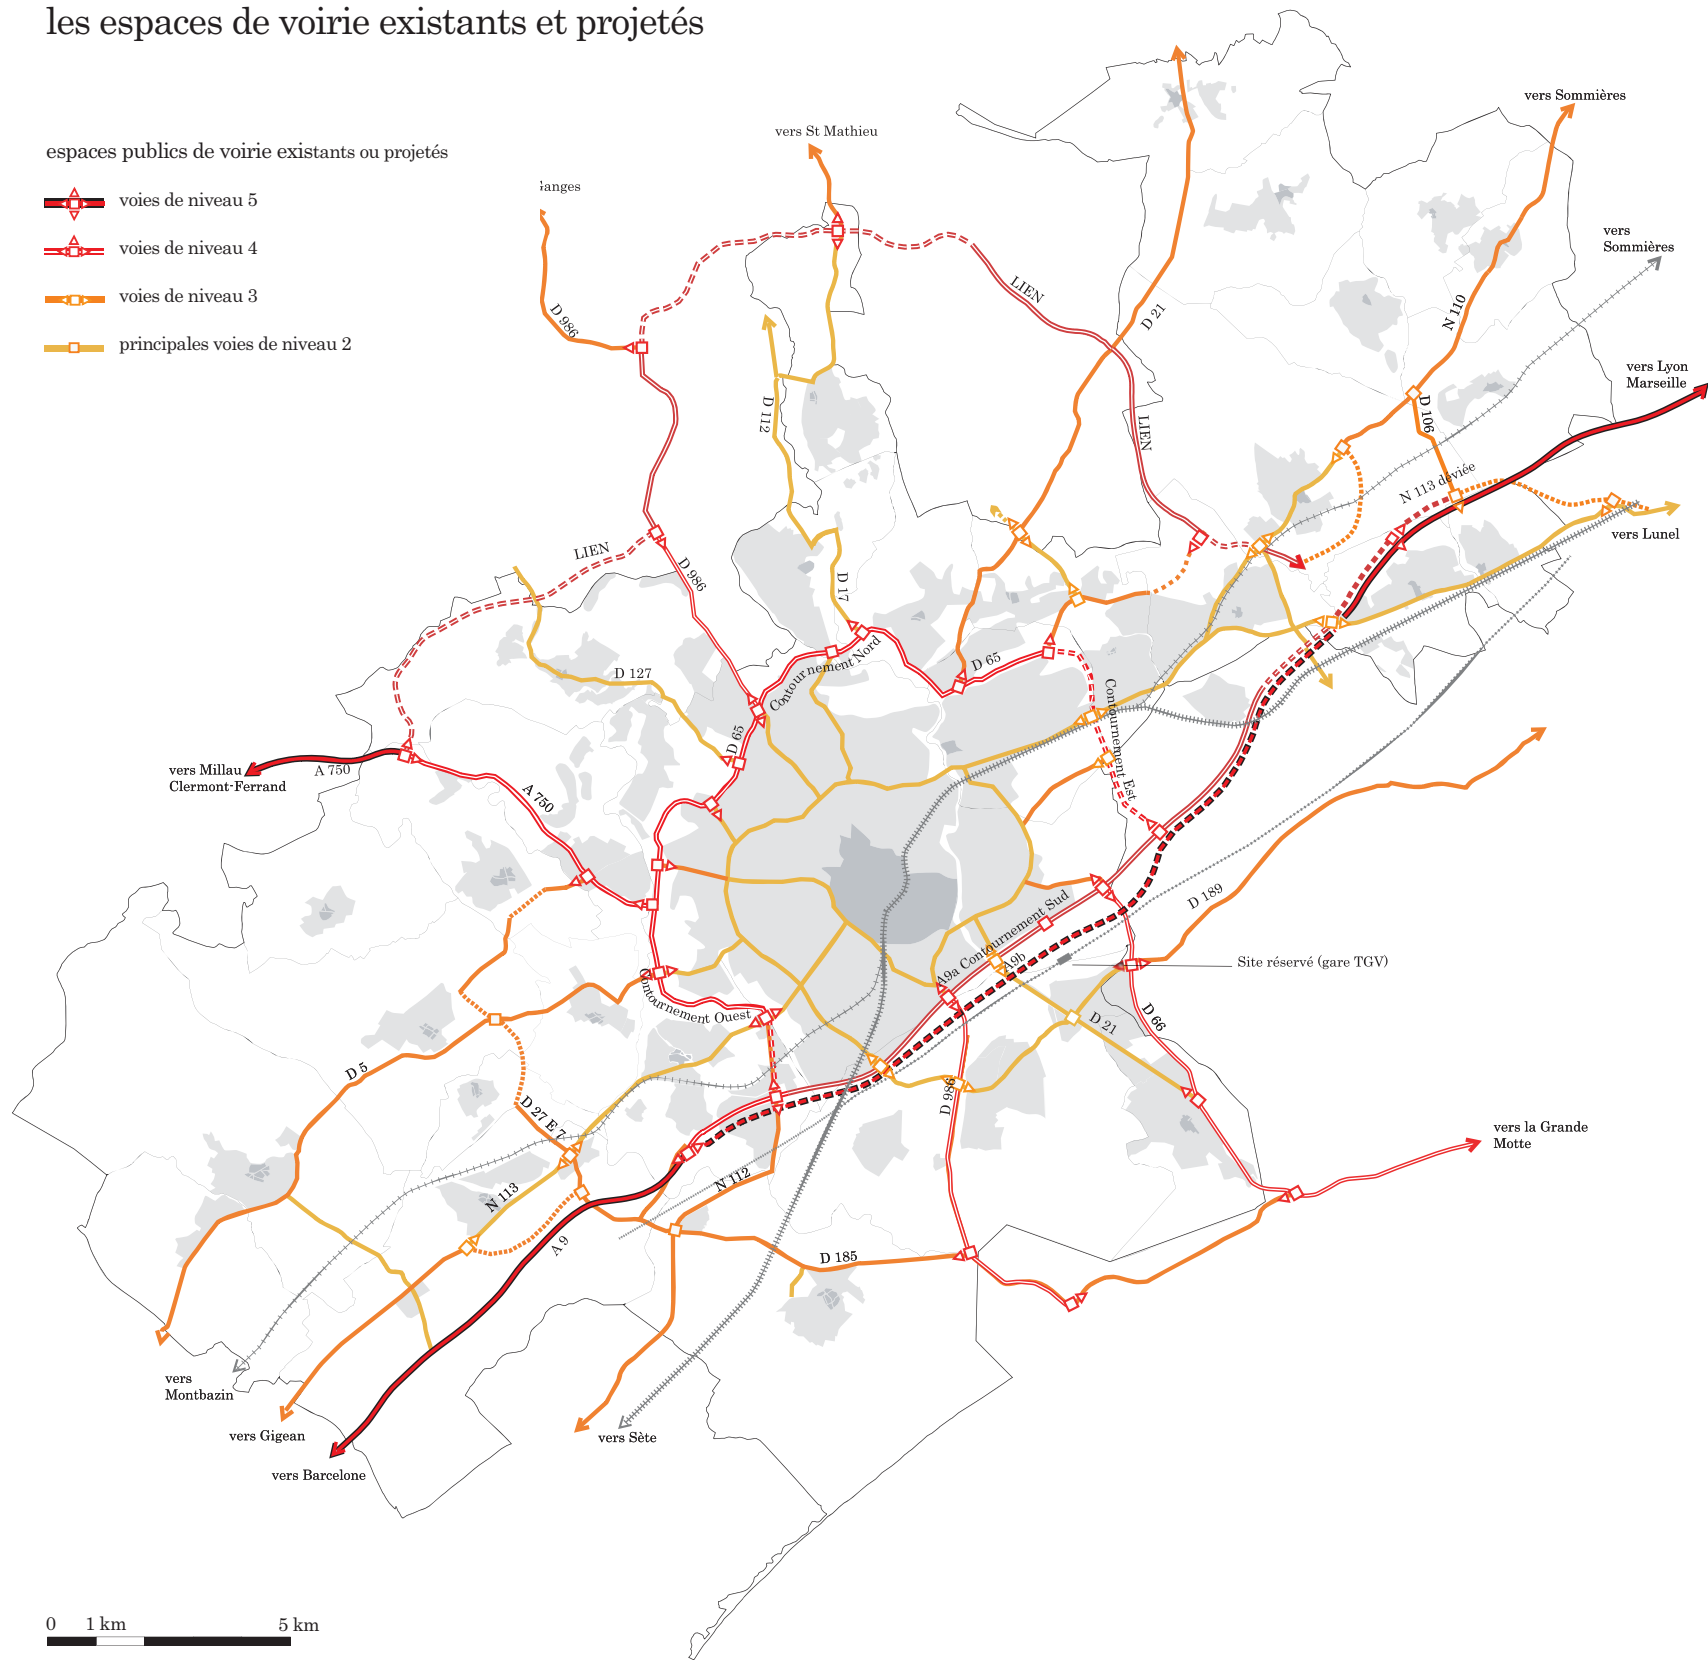 les espaces de voirie existants et projetés
vers Sommières
vers St Mathieu
espaces publics de voirie existants ou projetés
anges
voies de niveau 5
vers
Sommières
voies de niveau 4
LIEN
voies de niveau 3
D 986
D 21
N 110
principales voies de niveau 2
vers Lyon
Marseille
D 112
D 106
LIEN
N 113 déviée
vers Lunel
LIEN
D 986
D 17
Contournement Nord
D 65
D 127
Contournement Est
D 65
vers Millau
Clermont-Ferrand
A 750
A 750
D 189
A9a Contournement Sud
A9b
Site réservé (gare TGV)
Contournement Ouest
D 66
D 21
D 5
D 986
D 27 E 7
vers la Grande
Motte
N 112
N 113
A 9
D 185
vers
Montbazin
vers Gigean
vers Sète
vers Barcelone
0 1 km 5 km